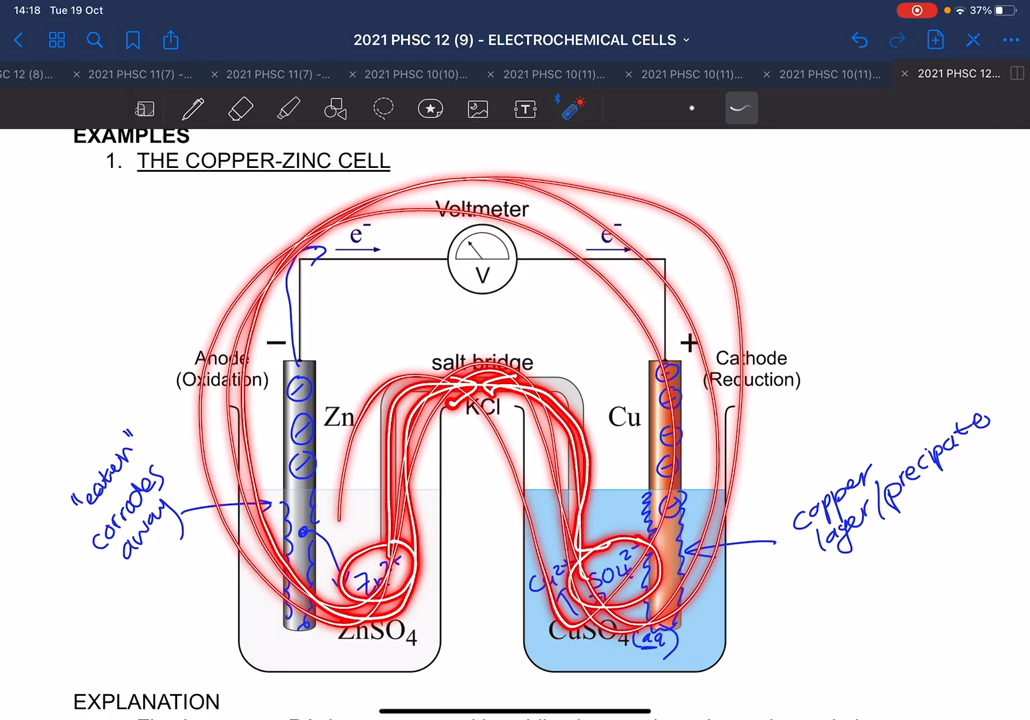 14:18 Tue 19 Oct
37%
2021 PHSC 12 (9) - ELECTROCHEMICAL CELLS
SC 12 (8)...
2021 PHSC 11(7) -...
2021 PHSC 11(7) -...
2021 PHSC 10(10)...
2021 PHSC 10(11)...
2021 PHSC 10(11)...
2021 PHSC 10(11)...
2021 PHSC 12...
EXAMPLES
1. THE COPPER-ZINC CELL
Voltmeter
e⁻
e⁻
V
−
+
Anode
(Oxidation)
salt bridge
KCl
Cathode
(Reduction)
Zn
Cu
"eaten"
corrodes
away
copper
layer/precipate
Zn²⁺
Cu²⁺
SO₄²⁻
ZnSO₄
CuSO₄(aq)
EXPLANATION